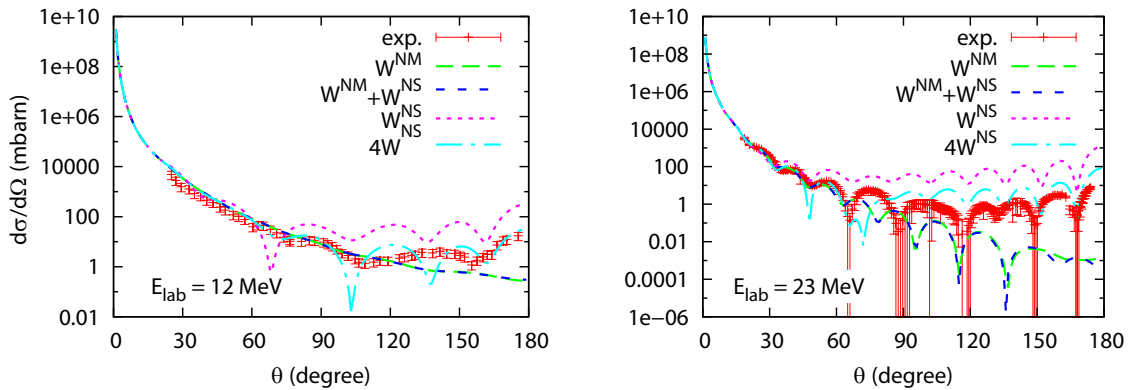 1e+10
1e+08
1e+06
10000
100
1
0.01
dσ/dΩ (mbarn)
0 30 60 90 120 150 180
θ (degree)
exp.
W^NM
W^NM+W^NS
W^NS
4W^NS
E_lab = 12 MeV
1e+10
1e+08
1e+06
10000
100
1
0.01
0.0001
1e-06
0 30 60 90 120 150 180
θ (degree)
exp.
W^NM
W^NM+W^NS
W^NS
4W^NS
E_lab = 23 MeV